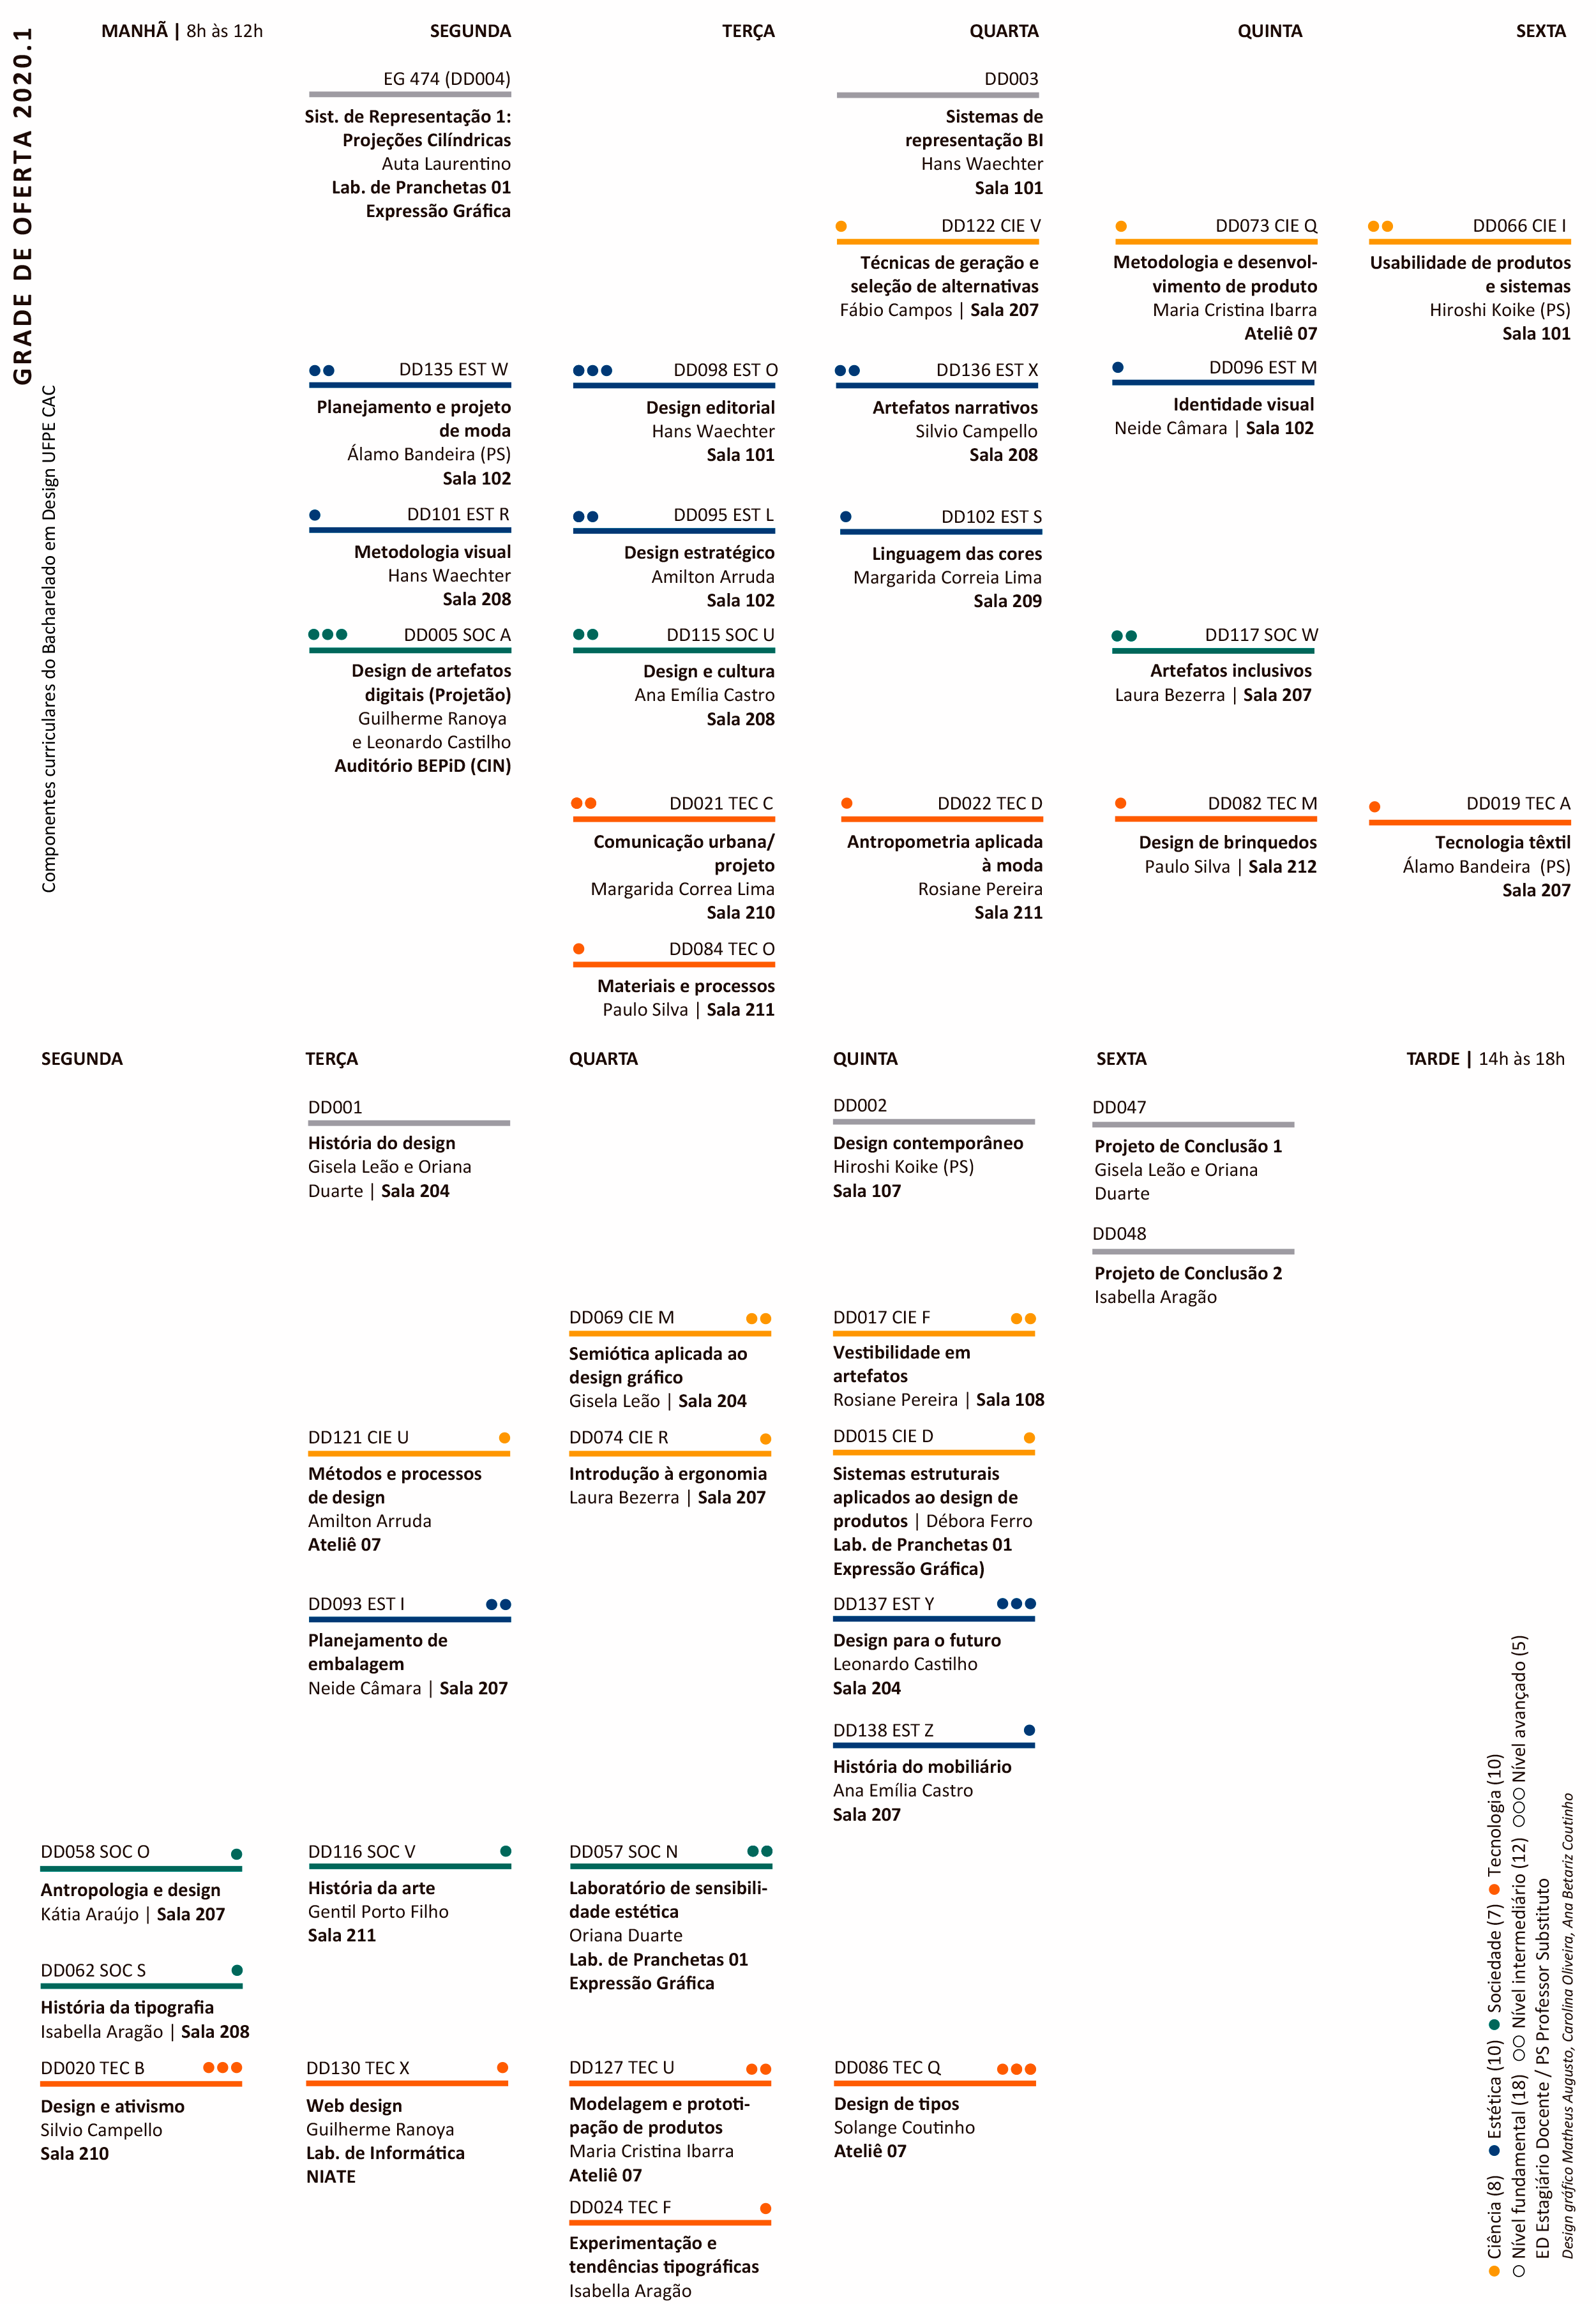 GRADE DE OFERTA 2020.1
Componentes curriculares do Bacharelado em Design UFPE CAC
MANHÃ | 8h às 12h
SEGUNDA
TERÇA
QUARTA
QUINTA
SEXTA
EG 474 (DD004)
Sist. de Representação 1:
Projeções Cilíndricas
Auta Laurentino
Lab. de Pranchetas 01
Expressão Gráfica
DD003
Sistemas de
representação BI
Hans Waechter
Sala 101
DD122 CIE V
Técnicas de geração e
seleção de alternativas
Fábio Campos | Sala 207
DD073 CIE Q
Metodologia e desenvol-
vimento de produto
Maria Cristina Ibarra
Ateliê 07
DD066 CIE I
Usabilidade de produtos
e sistemas
Hiroshi Koike (PS)
Sala 101
DD135 EST W
Planejamento e projeto
de moda
Álamo Bandeira (PS)
Sala 102
DD098 EST O
Design editorial
Hans Waechter
Sala 101
DD136 EST X
Artefatos narrativos
Silvio Campello
Sala 208
DD096 EST M
Identidade visual
Neide Câmara | Sala 102
DD101 EST R
Metodologia visual
Hans Waechter
Sala 208
DD095 EST L
Design estratégico
Amilton Arruda
Sala 102
DD102 EST S
Linguagem das cores
Margarida Correia Lima
Sala 209
DD005 SOC A
Design de artefatos
digitais (Projetão)
Guilherme Ranoya
e Leonardo Castilho
Auditório BEPiD (CIN)
DD115 SOC U
Design e cultura
Ana Emília Castro
Sala 208
DD117 SOC W
Artefatos inclusivos
Laura Bezerra | Sala 207
DD021 TEC C
Comunicação urbana/
projeto
Margarida Correa Lima
Sala 210
DD022 TEC D
Antropometria aplicada
à moda
Rosiane Pereira
Sala 211
DD082 TEC M
Design de brinquedos
Paulo Silva | Sala 212
DD019 TEC A
Tecnologia têxtil
Álamo Bandeira (PS)
Sala 207
DD084 TEC O
Materiais e processos
Paulo Silva | Sala 211
SEGUNDA
TERÇA
QUARTA
QUINTA
SEXTA
TARDE | 14h às 18h
DD001
História do design
Gisela Leão e Oriana
Duarte | Sala 204
DD002
Design contemporâneo
Hiroshi Koike (PS)
Sala 107
DD047
Projeto de Conclusão 1
Gisela Leão e Oriana
Duarte
DD048
Projeto de Conclusão 2
Isabella Aragão
DD069 CIE M
Semiótica aplicada ao
design gráfico
Gisela Leão | Sala 204
DD017 CIE F
Vestibilidade em
artefatos
Rosiane Pereira | Sala 108
DD121 CIE U
Métodos e processos
de design
Amilton Arruda
Ateliê 07
DD074 CIE R
Introdução à ergonomia
Laura Bezerra | Sala 207
DD015 CIE D
Sistemas estruturais
aplicados ao design de
produtos | Débora Ferro
Lab. de Pranchetas 01
Expressão Gráfica)
DD093 EST I
Planejamento de
embalagem
Neide Câmara | Sala 207
DD137 EST Y
Design para o futuro
Leonardo Castilho
Sala 204
DD138 EST Z
História do mobiliário
Ana Emília Castro
Sala 207
DD058 SOC O
Antropologia e design
Kátia Araújo | Sala 207
DD116 SOC V
História da arte
Gentil Porto Filho
Sala 211
DD057 SOC N
Laboratório de sensibili-
dade estética
Oriana Duarte
Lab. de Pranchetas 01
Expressão Gráfica
DD062 SOC S
História da tipografia
Isabella Aragão | Sala 208
DD020 TEC B
Design e ativismo
Silvio Campello
Sala 210
DD130 TEC X
Web design
Guilherme Ranoya
Lab. de Informática
NIATE
DD127 TEC U
Modelagem e prototi-
pação de produtos
Maria Cristina Ibarra
Ateliê 07
DD086 TEC Q
Design de tipos
Solange Coutinho
Ateliê 07
DD024 TEC F
Experimentação e
tendências tipográficas
Isabella Aragão
Ciência (8) Estética (10) Sociedade (7) Tecnologia (10)
Nível fundamental (18) Nível intermediário (12) Nível avançado (5)
ED Estagiário Docente / PS Professor Substituto
Design gráfico Matheus Augusto, Carolina Oliveira, Ana Betariz Coutinho